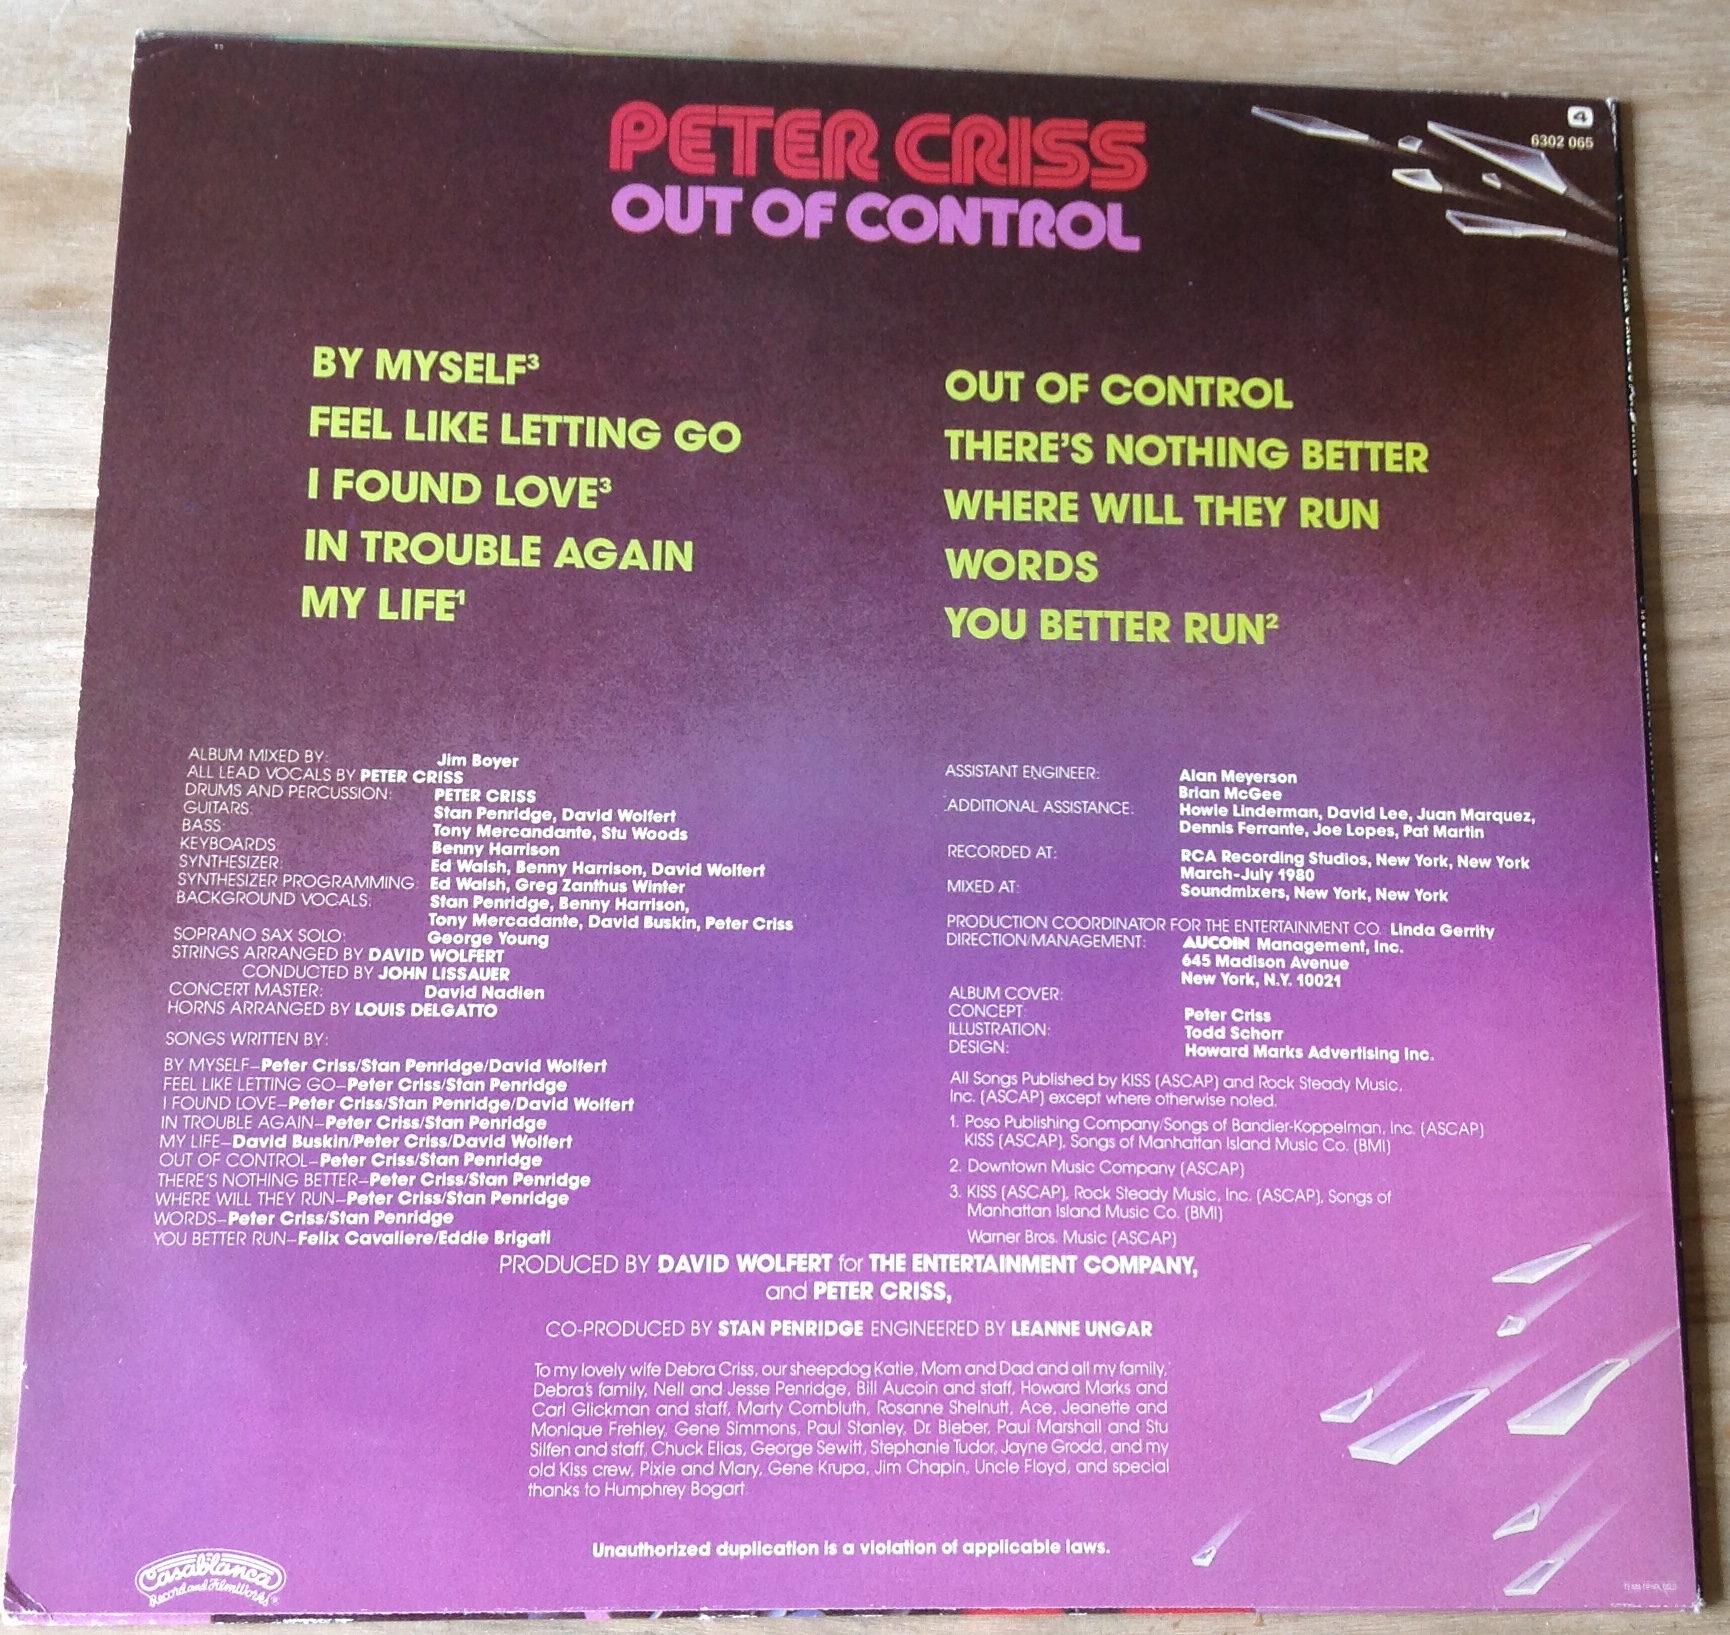 PETER CRISS
OUT OF CONTROL
4
6302 065
BY MYSELF³
FEEL LIKE LETTING GO
I FOUND LOVE³
IN TROUBLE AGAIN
MY LIFE¹
OUT OF CONTROL
THERE'S NOTHING BETTER
WHERE WILL THEY RUN
WORDS
YOU BETTER RUN²
ALBUM MIXED BY: Jim Boyer
ALL LEAD VOCALS BY PETER CRISS
DRUMS AND PERCUSSION: PETER CRISS
GUITARS: Stan Penridge, David Wolfert
BASS: Tony Mercandante, Stu Woods
KEYBOARDS: Benny Harrison
SYNTHESIZER: Ed Walsh, Benny Harrison, David Wolfert
SYNTHESIZER PROGRAMMING: Ed Walsh, Greg Zanthus Winter
BACKGROUND VOCALS: Stan Penridge, Benny Harrison,
Tony Mercadante, David Buskin, Peter Criss
SOPRANO SAX SOLO: George Young
STRINGS ARRANGED BY DAVID WOLFERT
CONDUCTED BY JOHN LISSAUER
CONCERT MASTER: David Nadien
HORNS ARRANGED BY LOUIS DELGATTO
SONGS WRITTEN BY:
BY MYSELF—Peter Criss/Stan Penridge/David Wolfert
FEEL LIKE LETTING GO—Peter Criss/Stan Penridge
I FOUND LOVE—Peter Criss/Stan Penridge/David Wolfert
IN TROUBLE AGAIN—Peter Criss/Stan Penridge
MY LIFE—David Buskin/Peter Criss/David Wolfert
OUT OF CONTROL—Peter Criss/Stan Penridge
THERE'S NOTHING BETTER—Peter Criss/Stan Penridge
WHERE WILL THEY RUN—Peter Criss/Stan Penridge
WORDS—Peter Criss/Stan Penridge
YOU BETTER RUN—Felix Cavaliere/Eddie Brigati
ASSISTANT ENGINEER: Alan Meyerson
Brian McGee
ADDITIONAL ASSISTANCE: Howie Linderman, David Lee, Juan Marquez,
Dennis Ferrante, Joe Lopes, Pat Martin
RECORDED AT: RCA Recording Studios, New York, New York
March-July 1980
MIXED AT: Soundmixers, New York, New York
PRODUCTION COORDINATOR FOR THE ENTERTAINMENT CO. Linda Gerrity
DIRECTION/MANAGEMENT: AUCOIN Management, Inc.
645 Madison Avenue
New York, N.Y. 10021
ALBUM COVER:
CONCEPT: Peter Criss
ILLUSTRATION: Todd Schorr
DESIGN: Howard Marks Advertising Inc.
All Songs Published by KISS (ASCAP) and Rock Steady Music,
Inc. (ASCAP) except where otherwise noted.
1. Poso Publishing Company/Songs of Bandier-Koppelman, Inc. (ASCAP)
KISS (ASCAP), Songs of Manhattan Island Music Co. (BMI)
2. Downtown Music Company (ASCAP)
3. KISS (ASCAP), Rock Steady Music, Inc. (ASCAP), Songs of
Manhattan Island Music Co. (BMI)
Warner Bros. Music (ASCAP)
PRODUCED BY DAVID WOLFERT for THE ENTERTAINMENT COMPANY,
and PETER CRISS,
CO-PRODUCED BY STAN PENRIDGE ENGINEERED BY LEANNE UNGAR
To my lovely wife Debra Criss, our sheepdog Katie, Mom and Dad and all my family,
Debra's family, Nell and Jesse Penridge, Bill Aucoin and staff, Howard Marks and
Carl Glickman and staff, Marty Cornbluth, Rosanne Shelnutt, Ace, Jeanette and
Monique Frehley, Gene Simmons, Paul Stanley, Dr. Bieber, Paul Marshall and Stu
Silfen and staff, Chuck Elias, George Sewitt, Stephanie Tudor, Jayne Grodd, and my
old Kiss crew, Pixie and Mary, Gene Krupa, Jim Chapin, Uncle Floyd, and special
thanks to Humphrey Bogart.
Unauthorized duplication is a violation of applicable laws.
Casablanca
Record and FilmWorks®